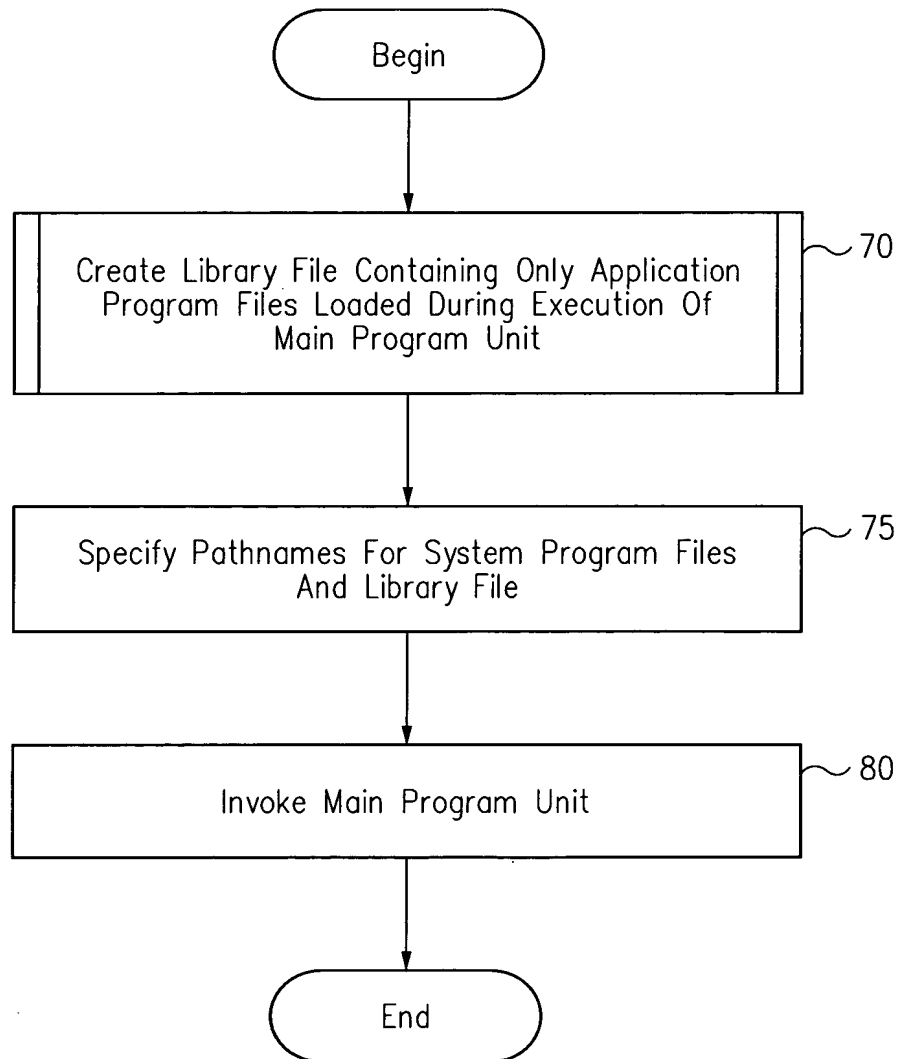 Begin
Create Library File Containing Only Application
Program Files Loaded During Execution Of
Main Program Unit
70
Specify Pathnames For System Program Files
And Library File
75
Invoke Main Program Unit
80
End